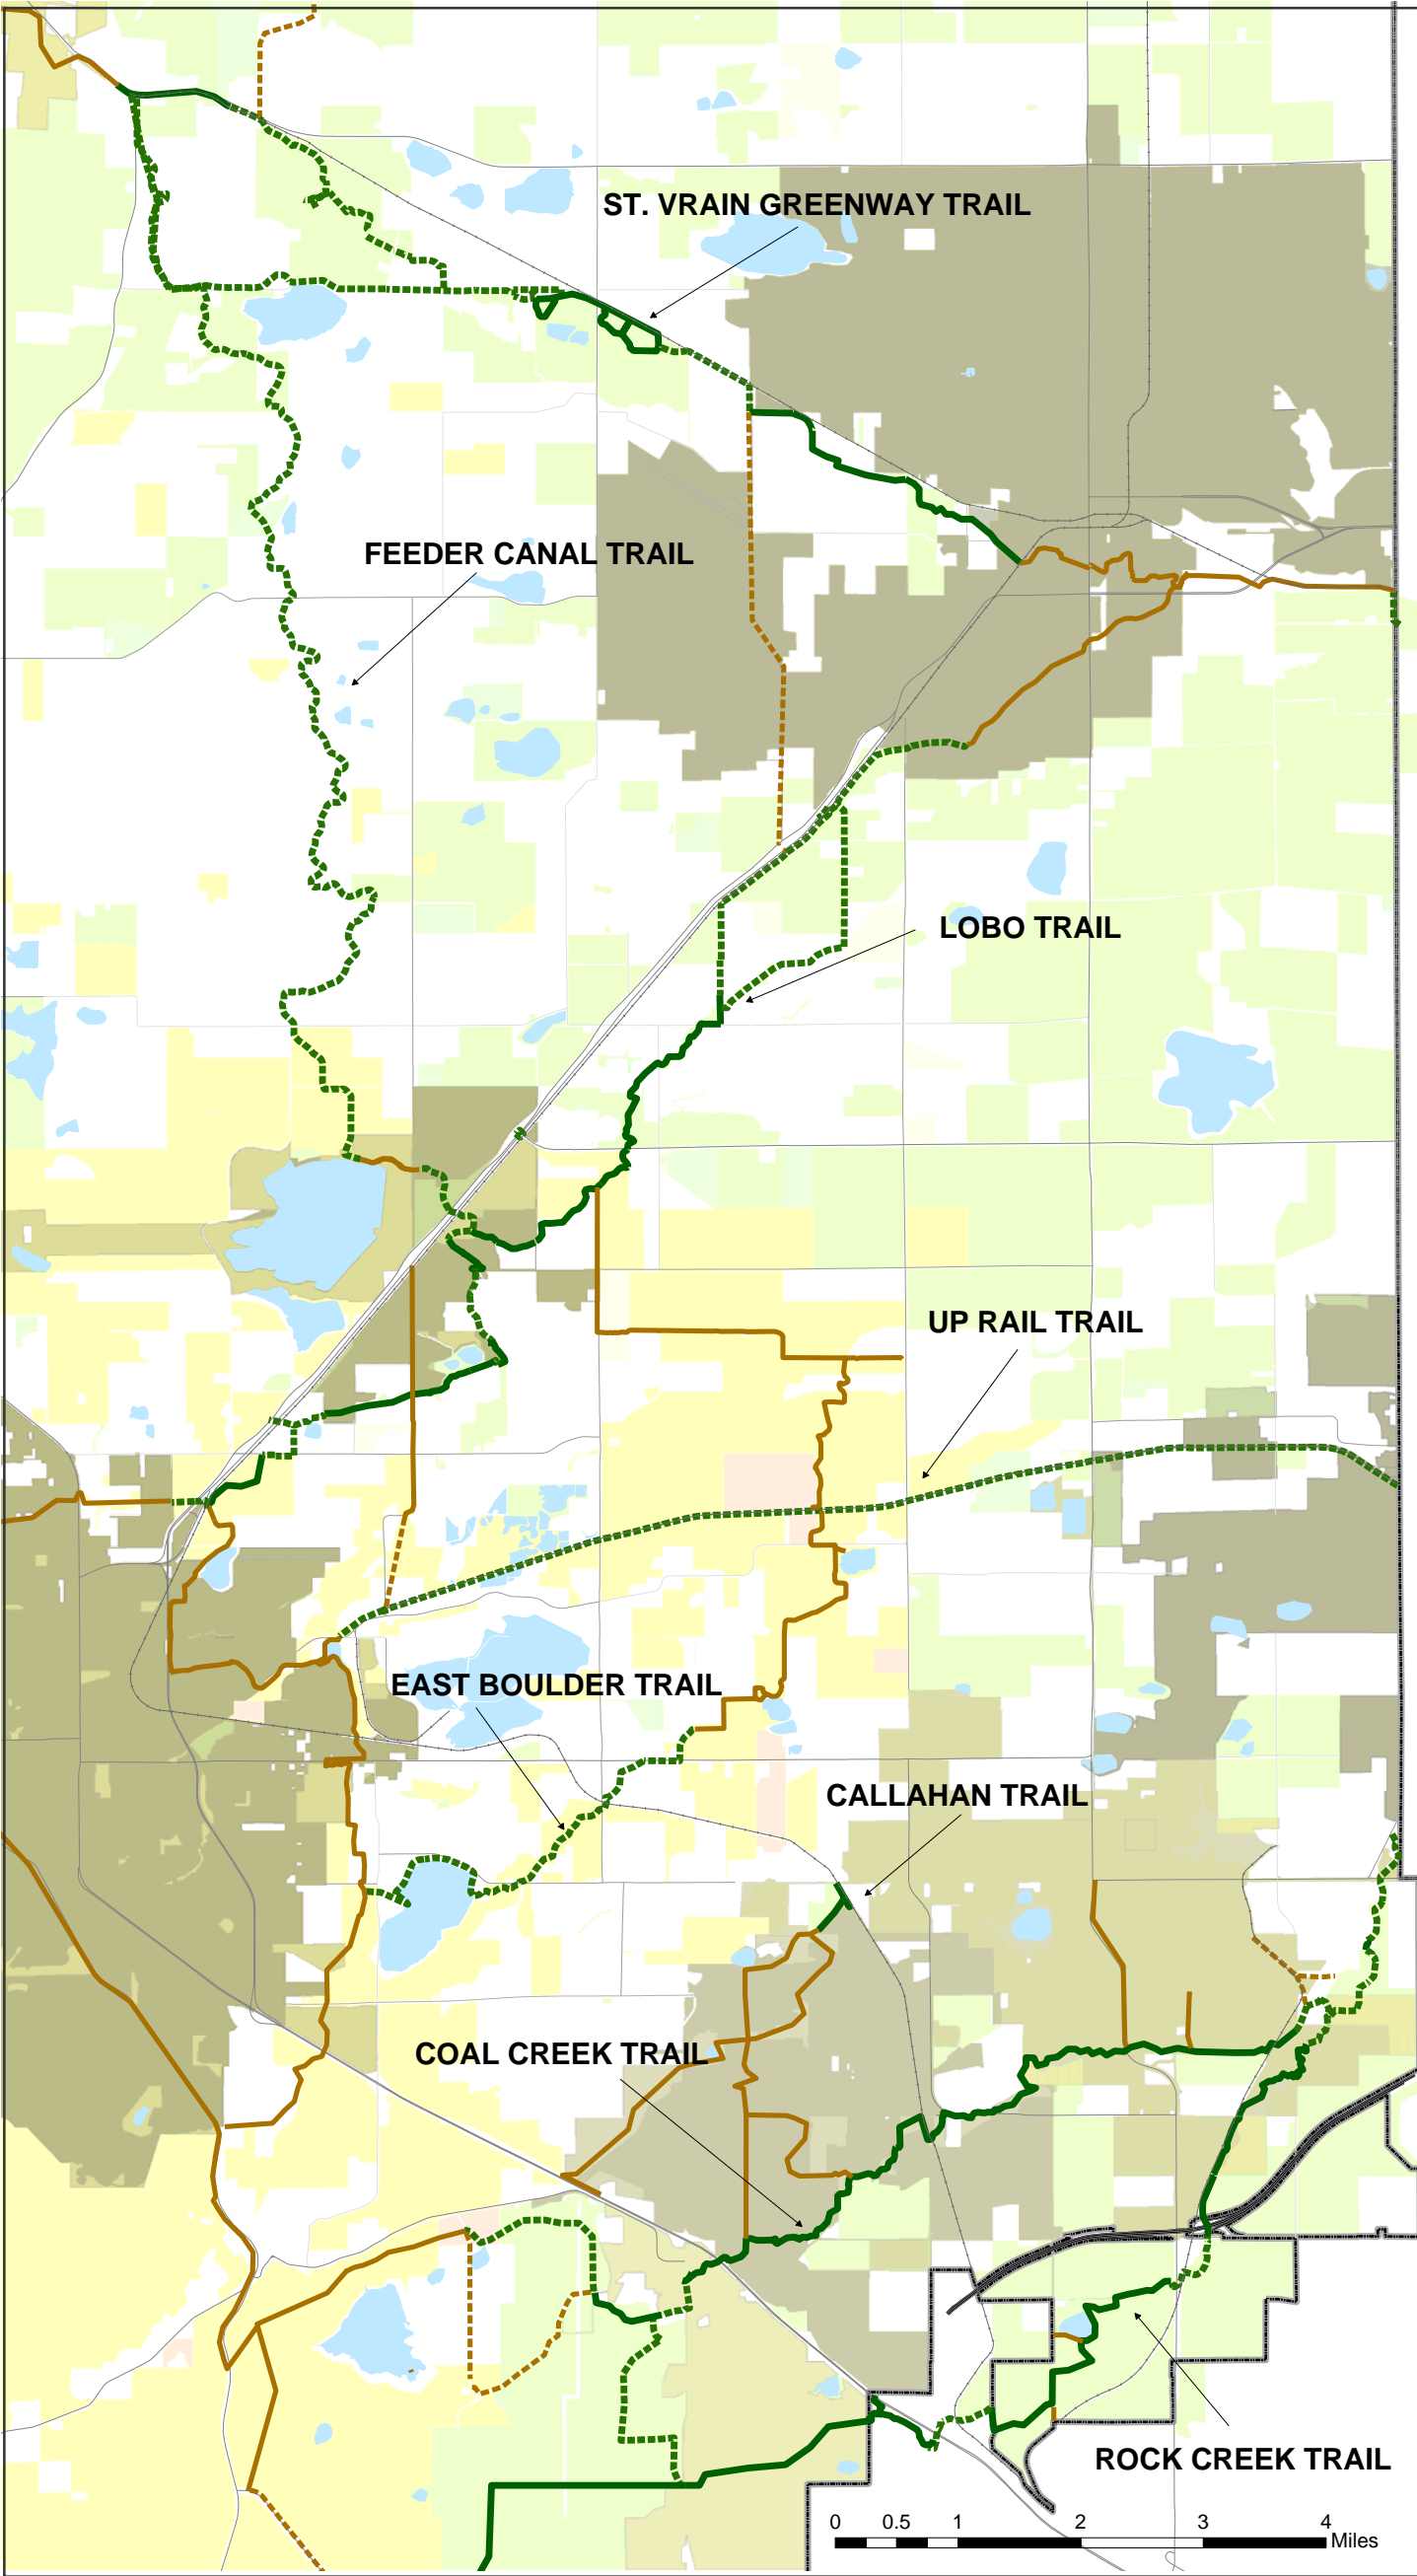 ST. VRAIN GREENWAY TRAIL
FEEDER CANAL TRAIL
LOBO TRAIL
UP RAIL TRAIL
EAST BOULDER TRAIL
CALLAHAN TRAIL
COAL CREEK TRAIL
ROCK CREEK TRAIL
0 0.5 1 2 3 4
Miles